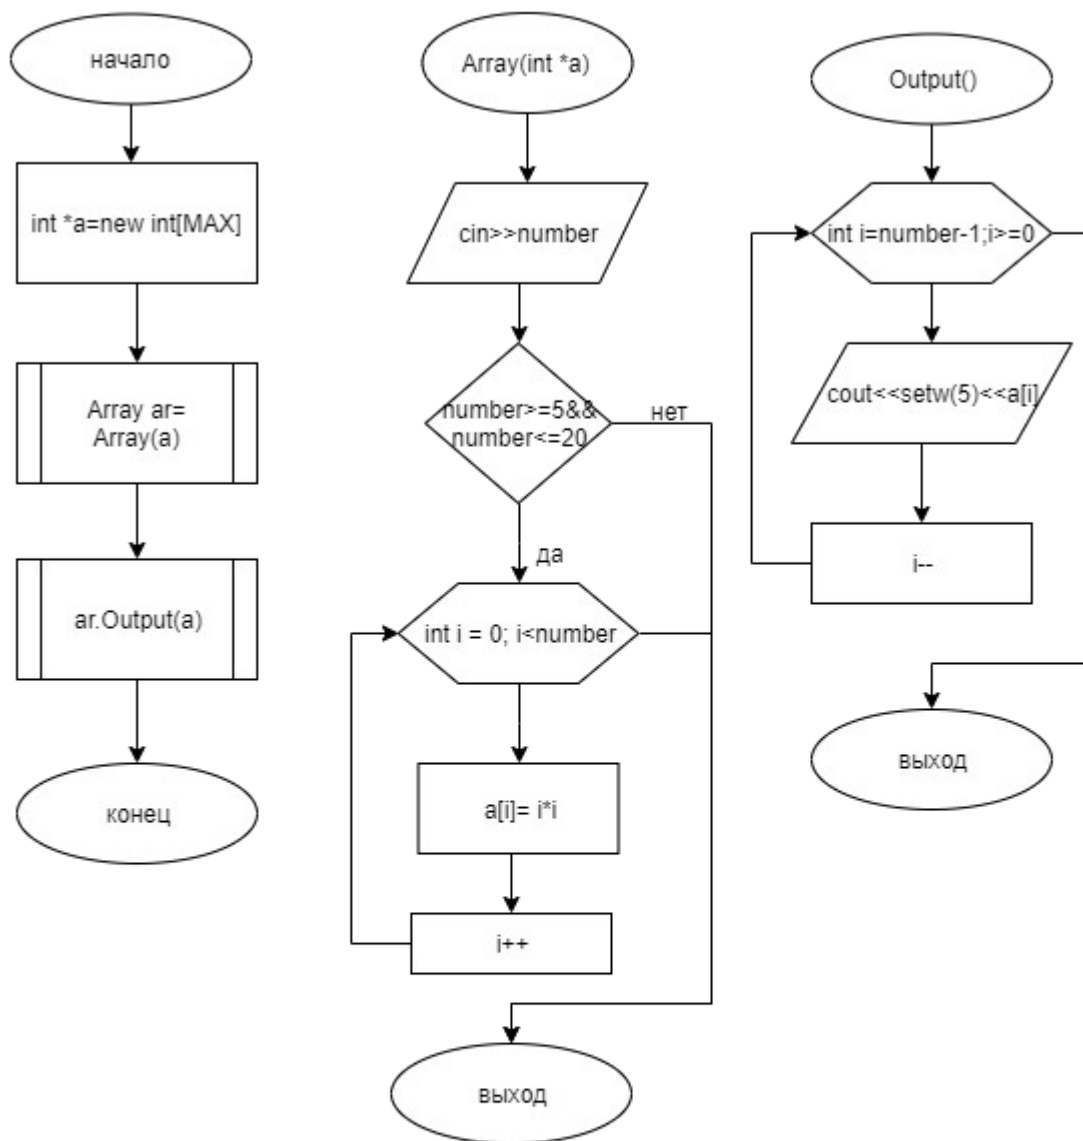 начало
int *a=new int[MAX]
Array ar=
Array(a)
ar.Output(a)
конец
Array(int *a)
cin>>number
number>=5&&
number<=20
нет
да
int i = 0; i<number
a[i]= i*i
i++
выход
Output()
int i=number-1;i>=0
cout<<setw(5)<<a[i]
i--
выход